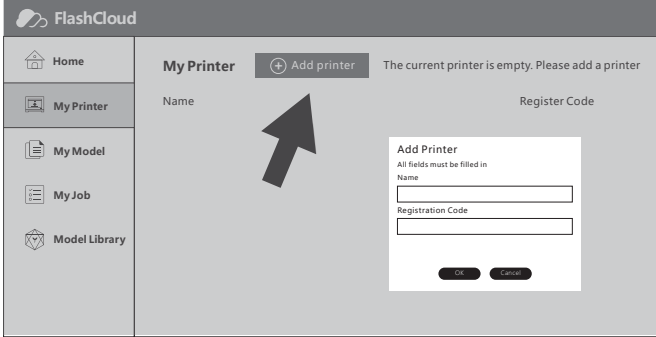 FlashCloud
Home
My Printer
My Model
My Job
Model Library
My Printer
Add printer
The current printer is empty. Please add a printer
Name
Register Code
Add Printer
All fields must be filled in
Name
Registration Code
OK
Cancel